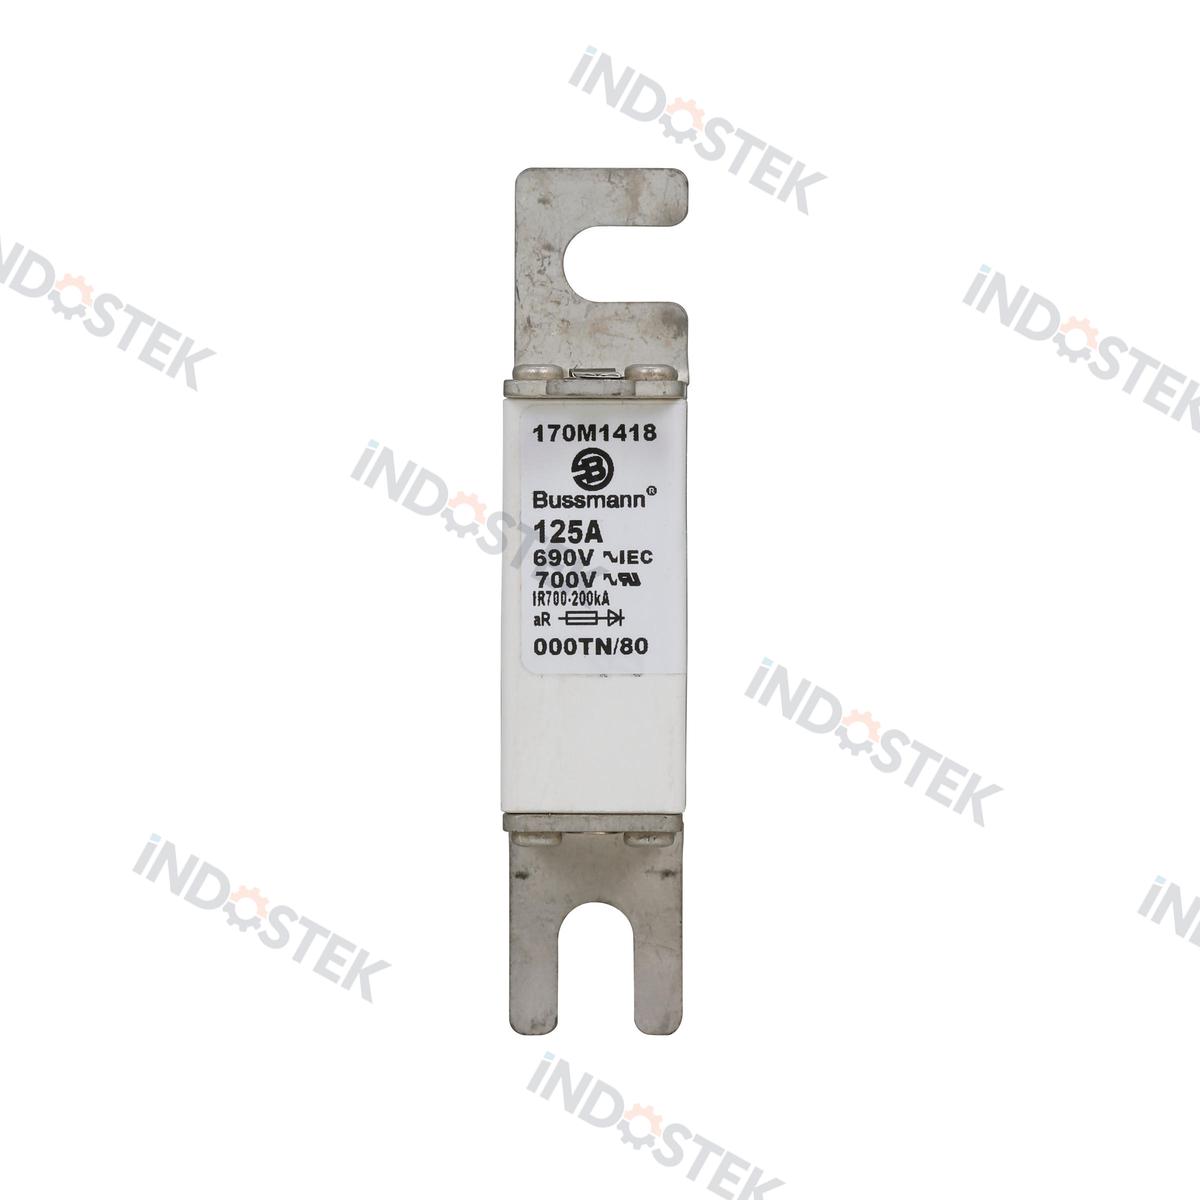 iNDOSTEK
iNDOSTEK
iNDOSTEK
170M1418
B
Bussmann®
iNDOSTEK
125A
690V ~IEC
700V ~
IR700-200kA
aR
000TN/80
iNDOSTEK
iNDOSTEK
iNDOSTEK